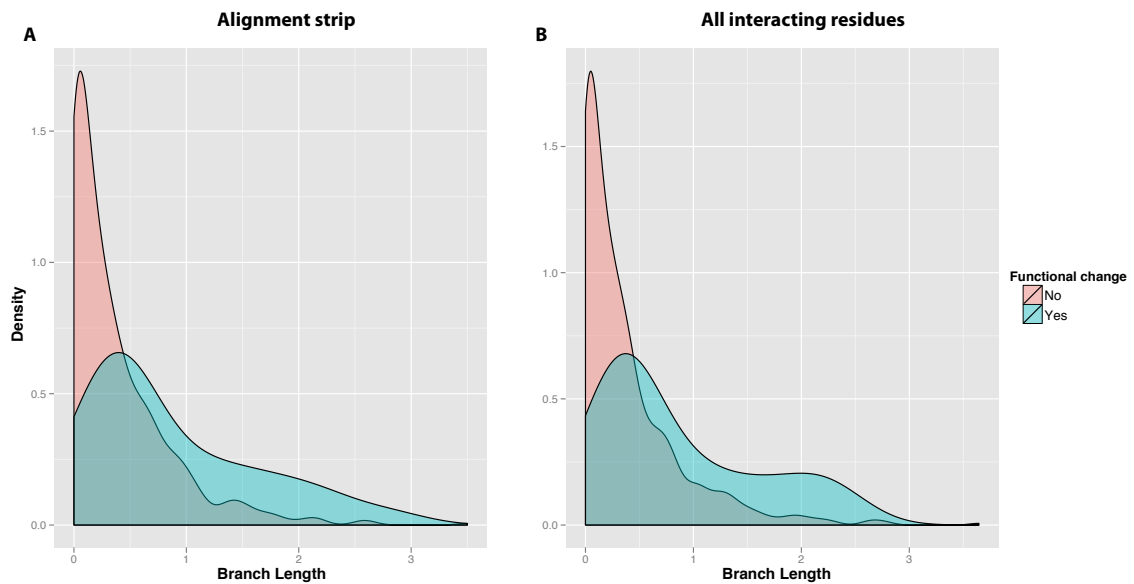 Alignment strip
All interacting residues
A
B
1.5
1.0
0.5
0.0
Density
0
1
2
3
Branch Length
1.5
1.0
0.5
0.0
0
1
2
3
Branch Length
Functional change
No
Yes